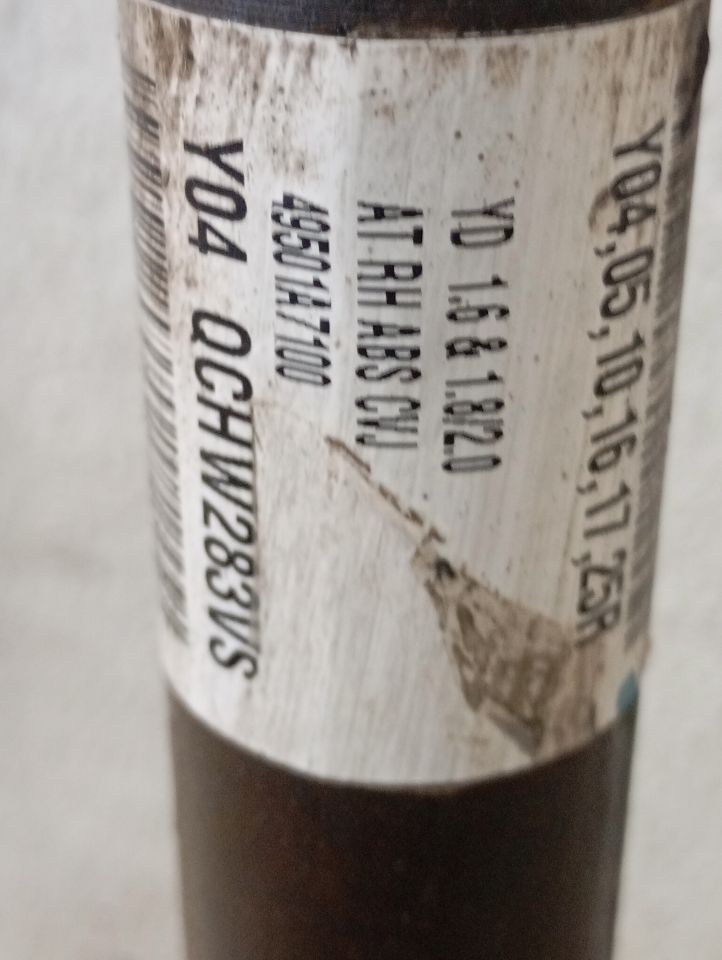 Y04,05,10,16,17,25R
YD 1.6 & 1.8/2.0
AT RH ABS CVJ
49501A7100
Y04 QCHW283VS